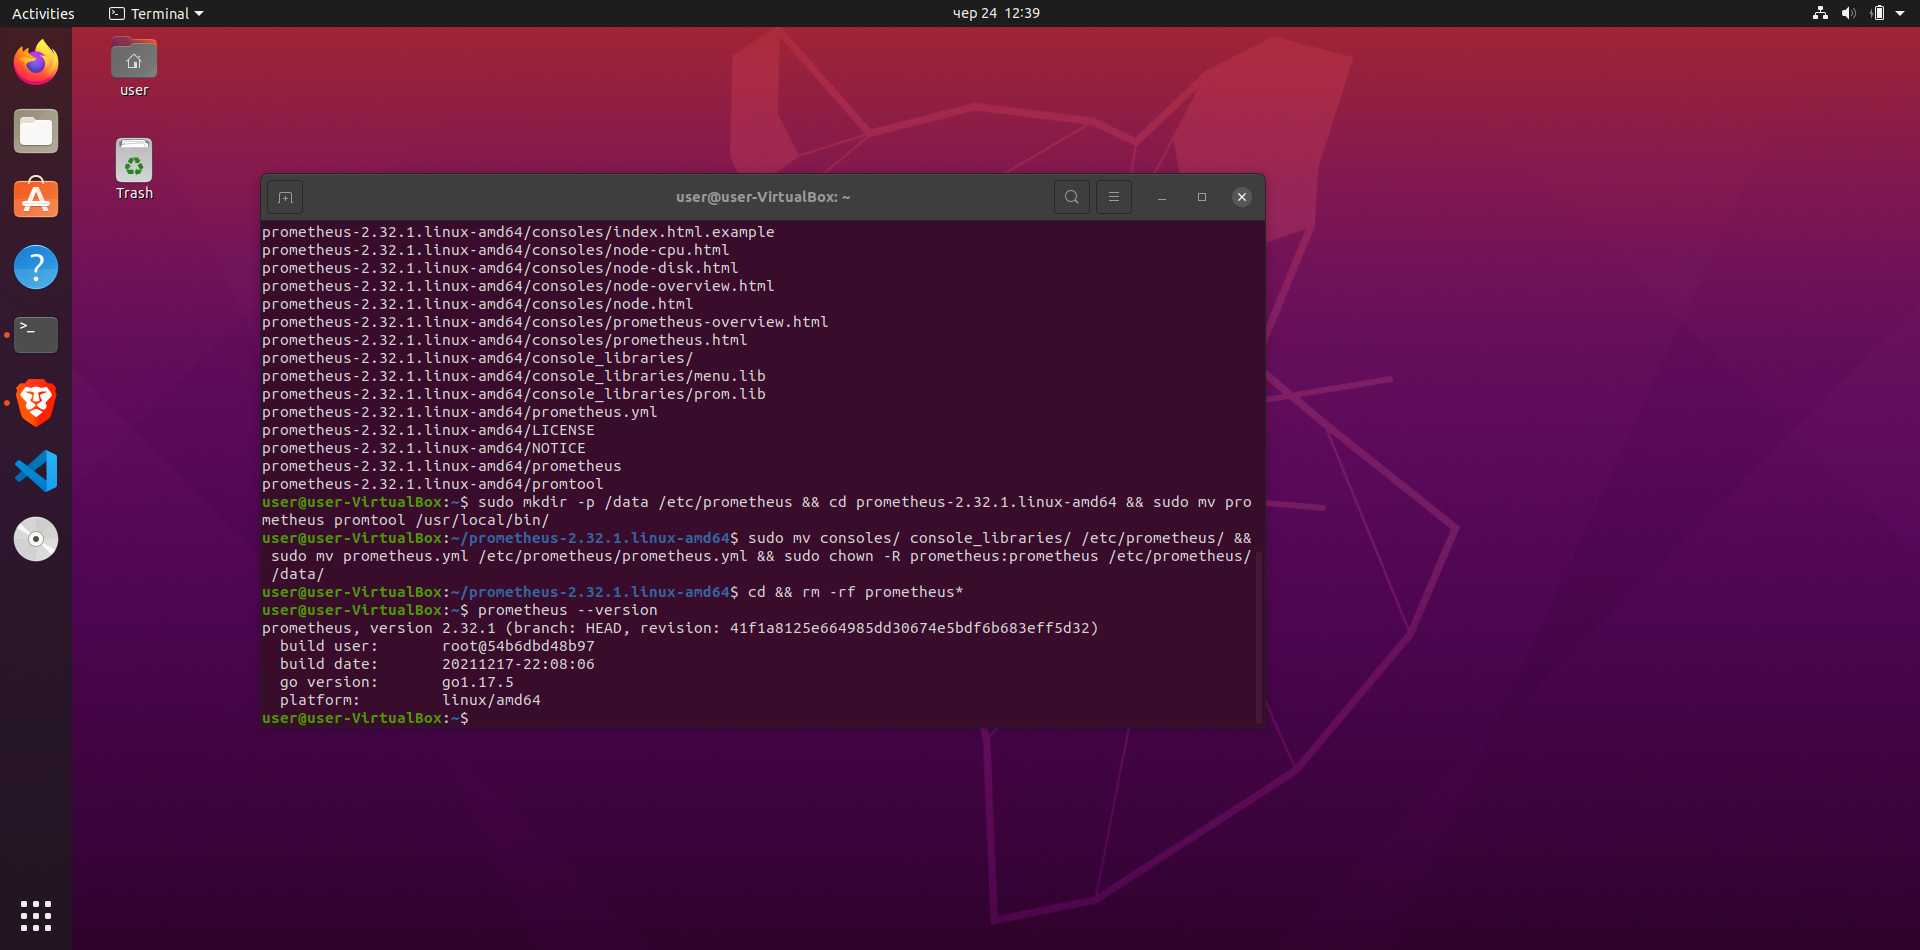 Activities
Terminal
чер 24 12:39
user
Trash
user@user-VirtualBox: ~
prometheus-2.32.1.linux-amd64/consoles/index.html.example
prometheus-2.32.1.linux-amd64/consoles/node-cpu.html
prometheus-2.32.1.linux-amd64/consoles/node-disk.html
prometheus-2.32.1.linux-amd64/consoles/node-overview.html
prometheus-2.32.1.linux-amd64/consoles/node.html
prometheus-2.32.1.linux-amd64/consoles/prometheus-overview.html
prometheus-2.32.1.linux-amd64/consoles/prometheus.html
prometheus-2.32.1.linux-amd64/console_libraries/
prometheus-2.32.1.linux-amd64/console_libraries/menu.lib
prometheus-2.32.1.linux-amd64/console_libraries/prom.lib
prometheus-2.32.1.linux-amd64/prometheus.yml
prometheus-2.32.1.linux-amd64/LICENSE
prometheus-2.32.1.linux-amd64/NOTICE
prometheus-2.32.1.linux-amd64/prometheus
prometheus-2.32.1.linux-amd64/promtool
user@user-VirtualBox:~$ sudo mkdir -p /data /etc/prometheus && cd prometheus-2.32.1.linux-amd64 && sudo mv pro
metheus promtool /usr/local/bin/
user@user-VirtualBox:~/prometheus-2.32.1.linux-amd64$ sudo mv consoles/ console_libraries/ /etc/prometheus/ &&
 sudo mv prometheus.yml /etc/prometheus/prometheus.yml && sudo chown -R prometheus:prometheus /etc/prometheus/
 /data/
user@user-VirtualBox:~/prometheus-2.32.1.linux-amd64$ cd && rm -rf prometheus*
user@user-VirtualBox:~$ prometheus --version
prometheus, version 2.32.1 (branch: HEAD, revision: 41f1a8125e664985dd30674e5bdf6b683eff5d32)
  build user:       root@54b6dbd48b97
  build date:       20211217-22:08:06
  go version:       go1.17.5
  platform:         linux/amd64
user@user-VirtualBox:~$